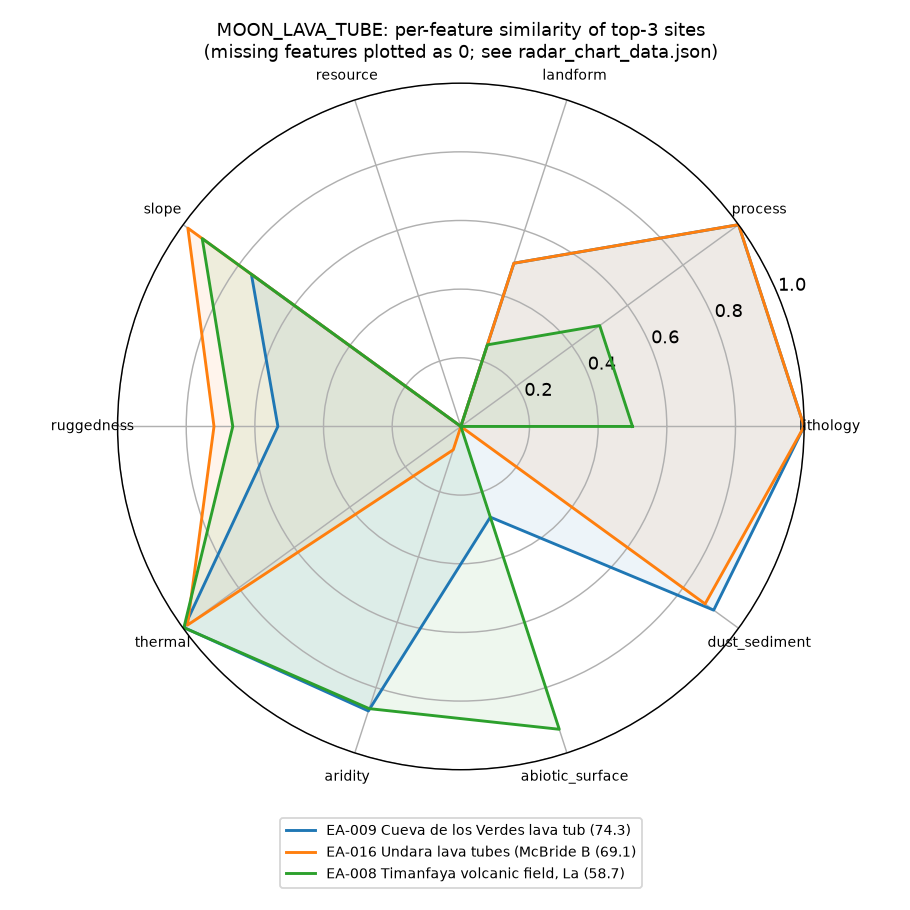 MOON_LAVA_TUBE: per-feature similarity of top-3 sites
(missing features plotted as 0; see radar_chart_data.json)
resource
landform
slope
process
1.0
0.8
0.6
0.4
0.2
ruggedness
lithology
thermal
dust_sediment
aridity
abiotic_surface
EA-009 Cueva de los Verdes lava tub (74.3)
EA-016 Undara lava tubes (McBride B (69.1)
EA-008 Timanfaya volcanic field, La (58.7)